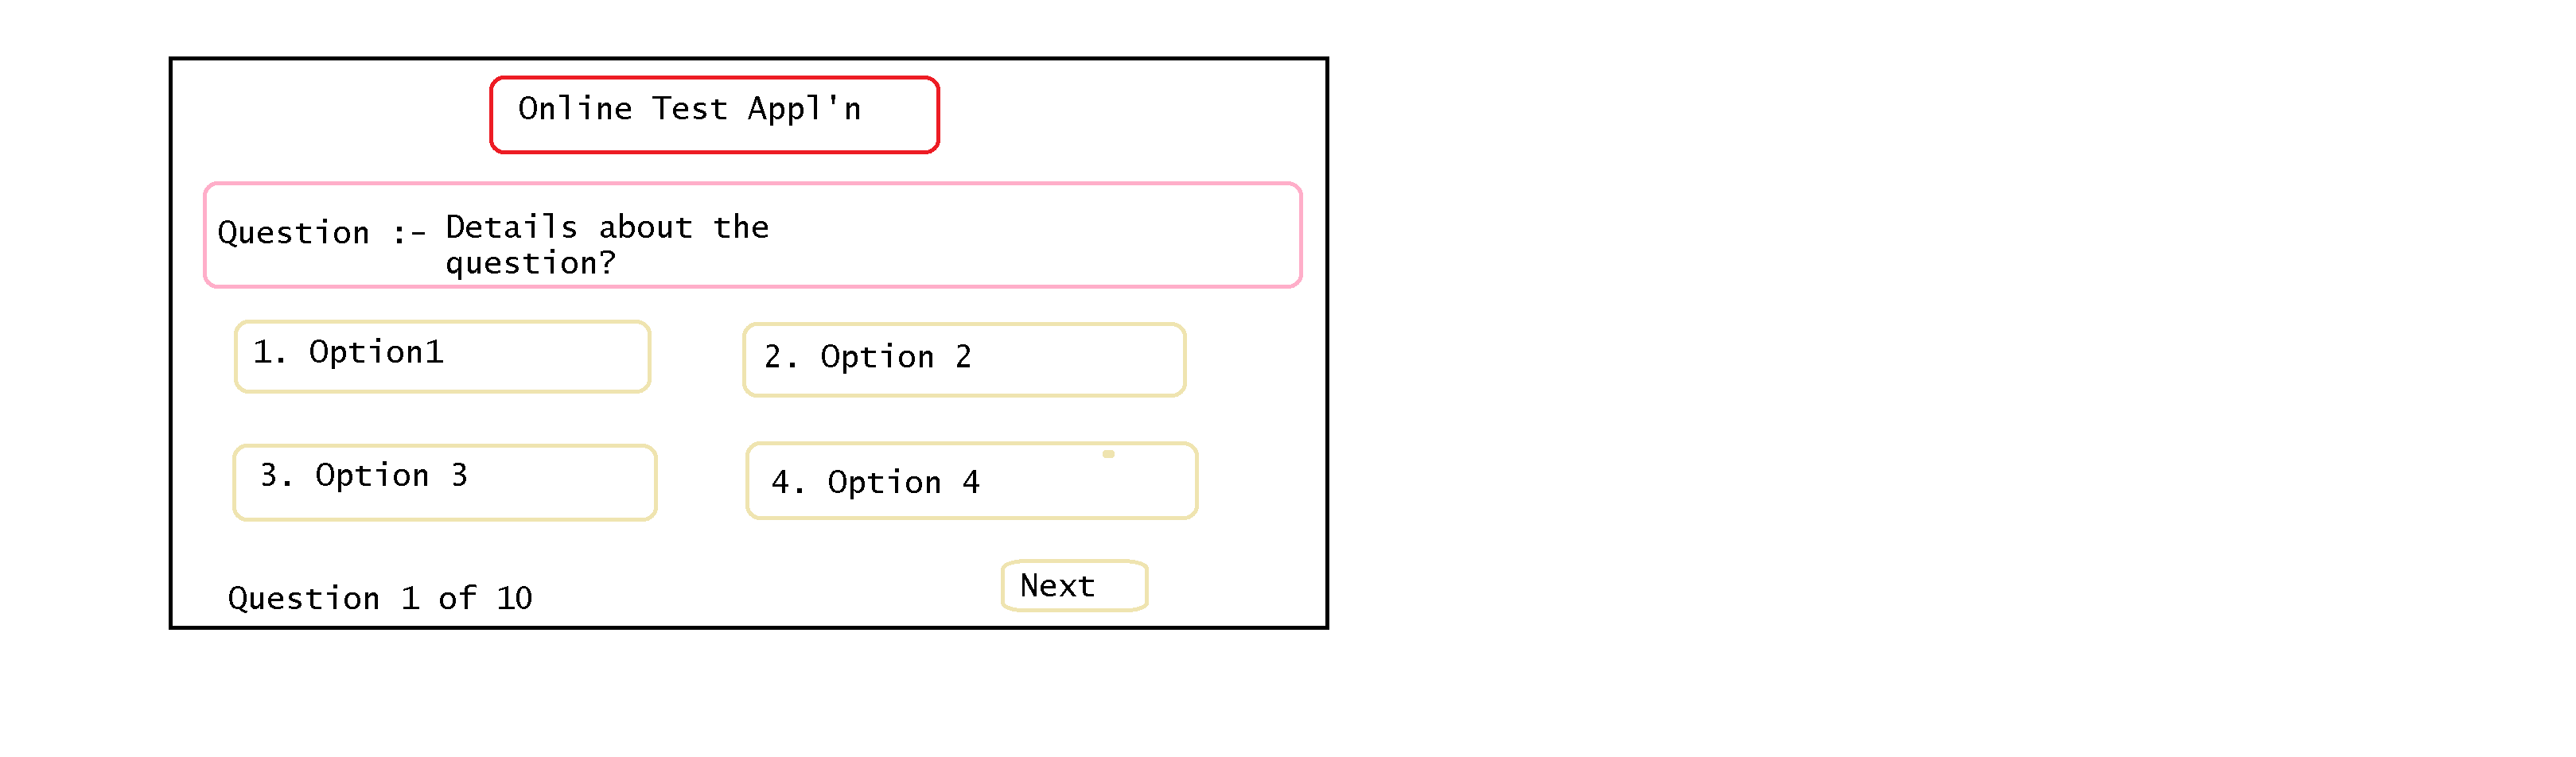 Online Test Appl'n
Question :- Details about the
question?
1. Option1
2. Option 2
3. Option 3
4. Option 4
Question 1 of 10
Next